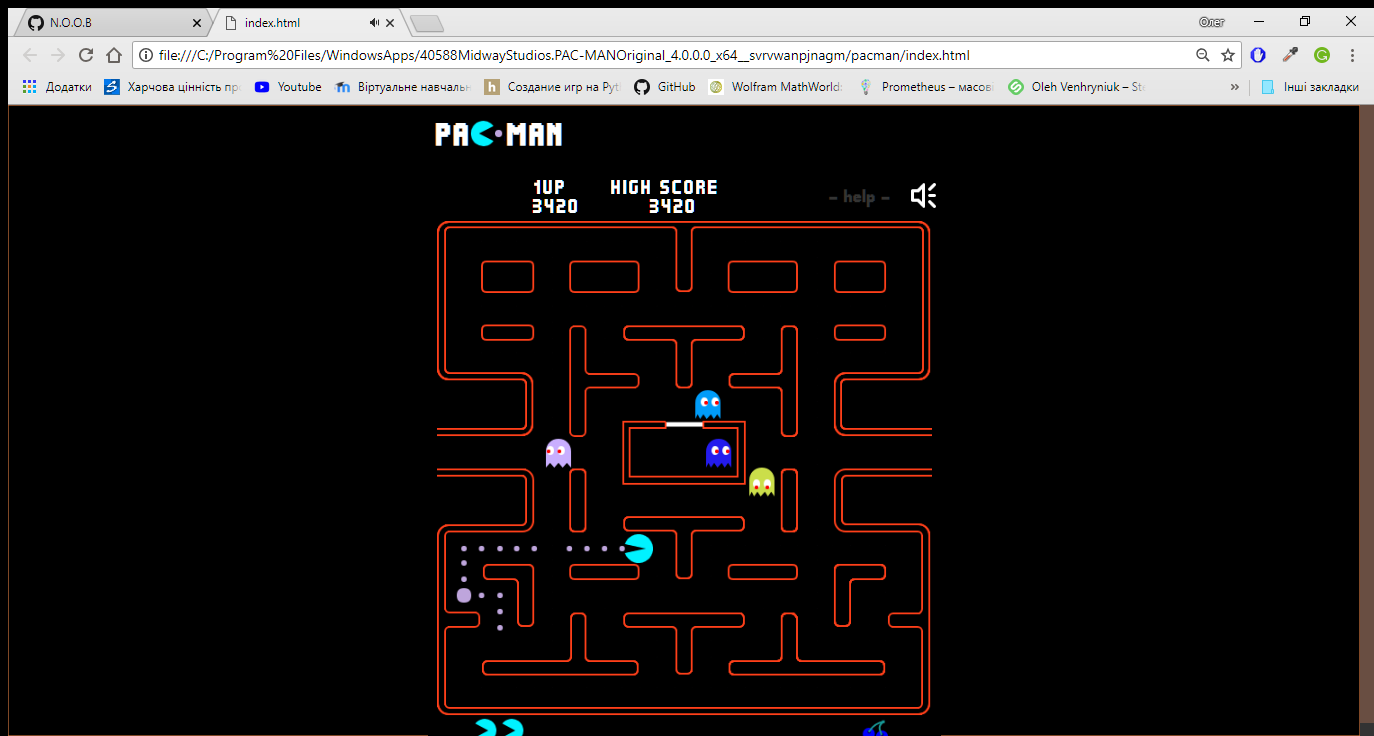 N.O.O.B
index.html
Олег
file:///C:/Program%20Files/WindowsApps/40588MidwayStudios.PAC-MANOriginal_4.0.0.0_x64__svrvwanpjnagm/pacman/index.html
Додатки
Харчова цінність
Youtube
Віртуальне навчаль
Создание игр на Pyt
GitHub
Wolfram MathWorld:
Prometheus – масов
Oleh Venhryniuk – St
»
Інші закладки
PAC-MAN
1UP
3420
HIGH SCORE
3420
– help –